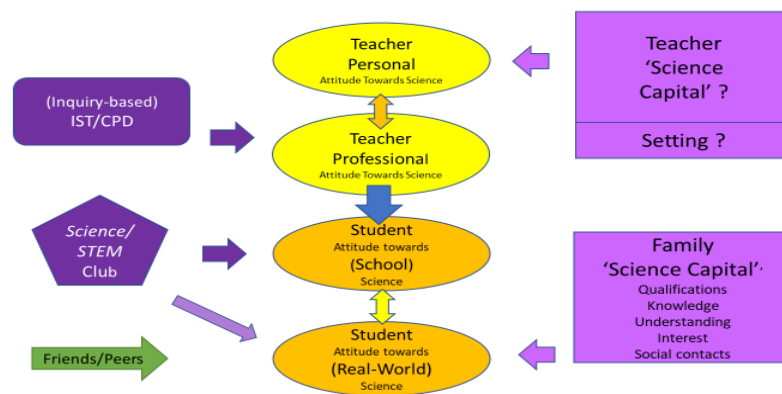 Teacher
Personal
Attitude Towards Science
Teacher
'Science
Capital' ?
Setting ?
(Inquiry-based)
IST/CPD
Teacher
Professional
Attitude Towards Science
Science/
STEM
Club
Student
Attitude towards
(School)
Science
Family
'Science Capital'
Qualifications
Knowledge
Understanding
Interest
Social contacts
Friends/Peers
Student
Attitude towards
(Real-World)
Science